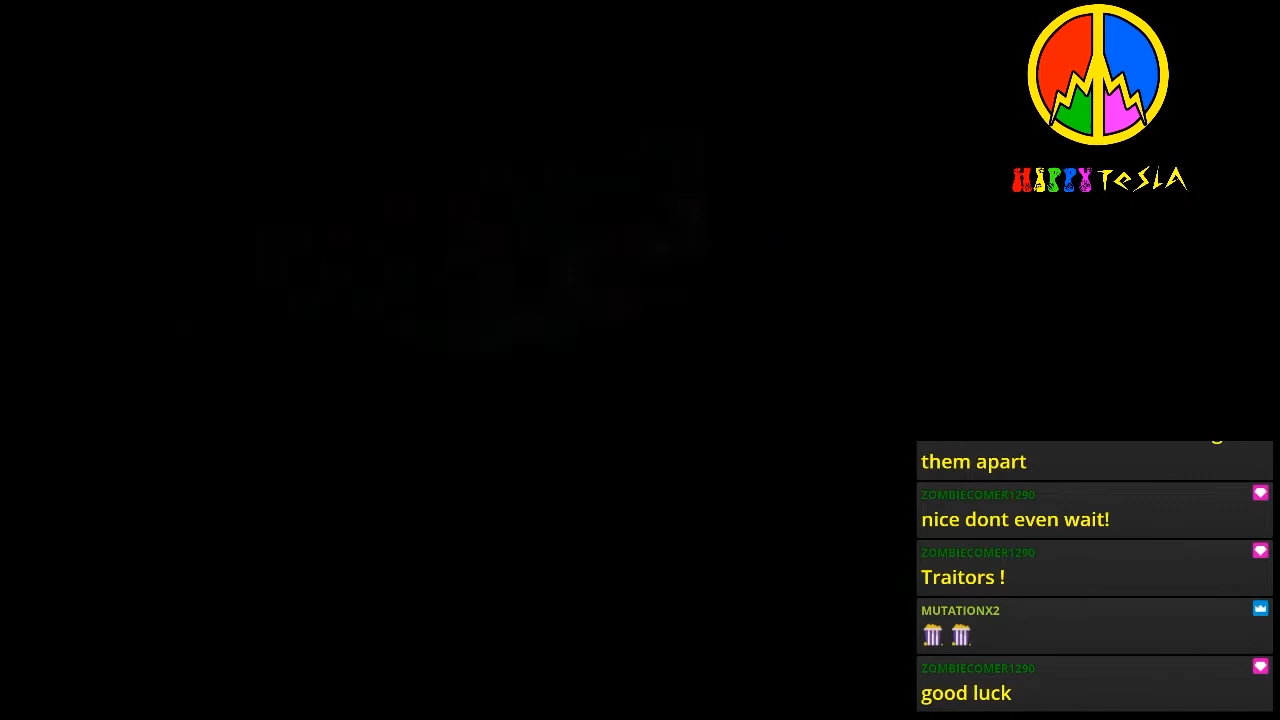 HAPPYTESLA
them apart
ZOMBIECOMER1290
nice dont even wait!
ZOMBIECOMER1290
Traitors !
MUTATIONX2
ZOMBIECOMER1290
good luck